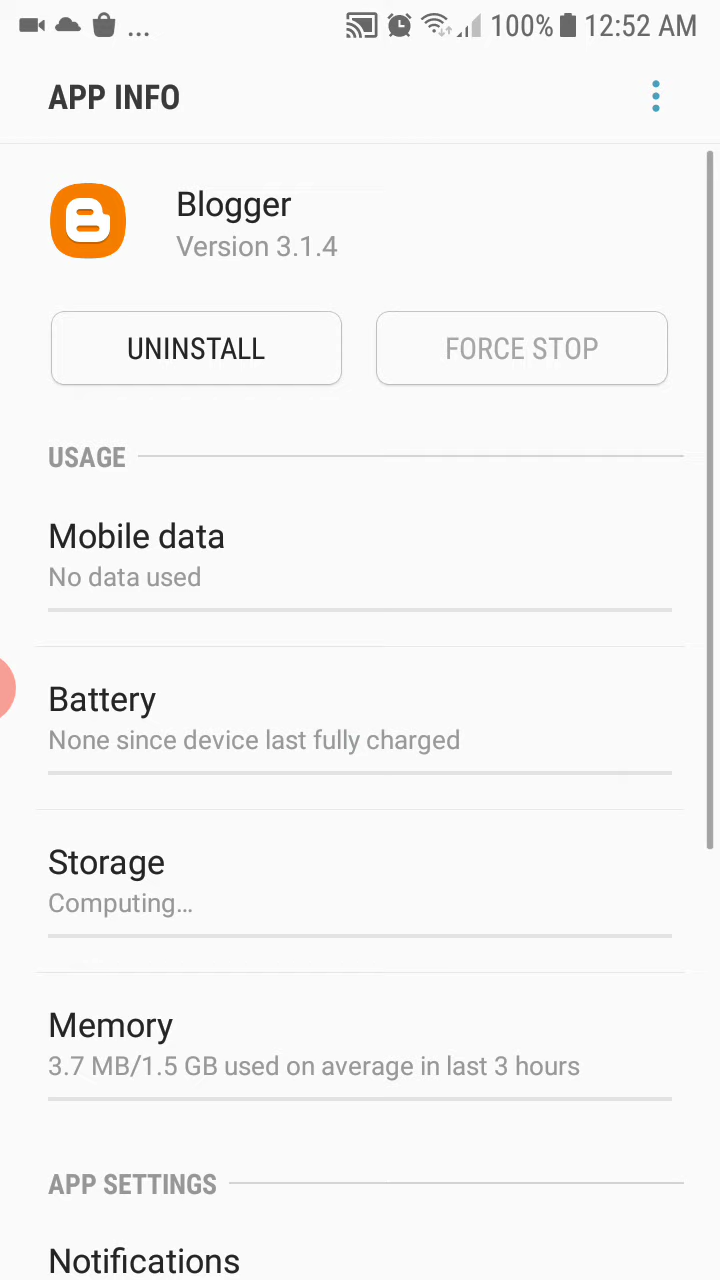 ... 100% 12:52 AM
APP INFO
Blogger
Version 3.1.4
UNINSTALL FORCE STOP
USAGE
Mobile data
No data used
Battery
None since device last fully charged
Storage
Computing...
Memory
3.7 MB/1.5 GB used on average in last 3 hours
APP SETTINGS
Notifications